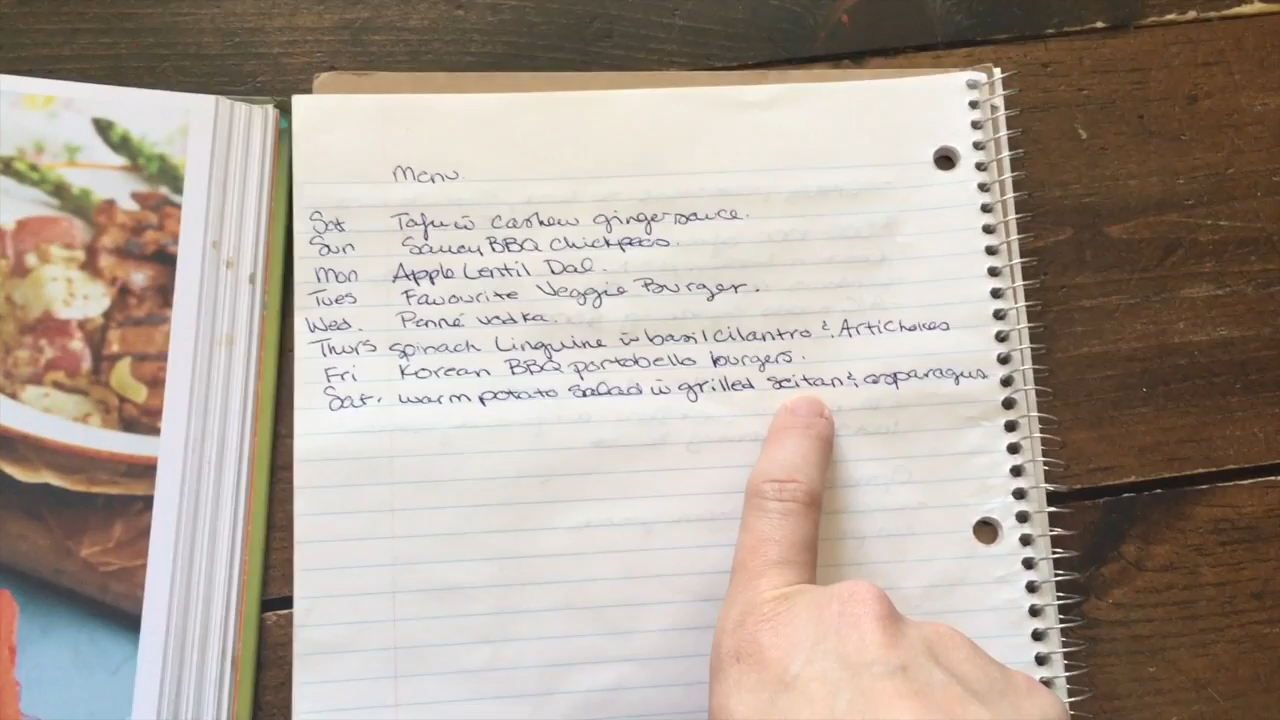 Menu.
Sat Tofu w̄ cashew ginger sauce.
Sun Saucy BBQ Chickpeas.
Mon Apple Lentil Dal.
Tues Favourite Veggie Burger.
Wed. Penné vodka.
Thurs spinach Linguine w̄ basil cilantro & Artichokes
Fri Korean BBQ portobello burgers.
Sat. warm potato Salad w̄ grilled seitan & asparagus